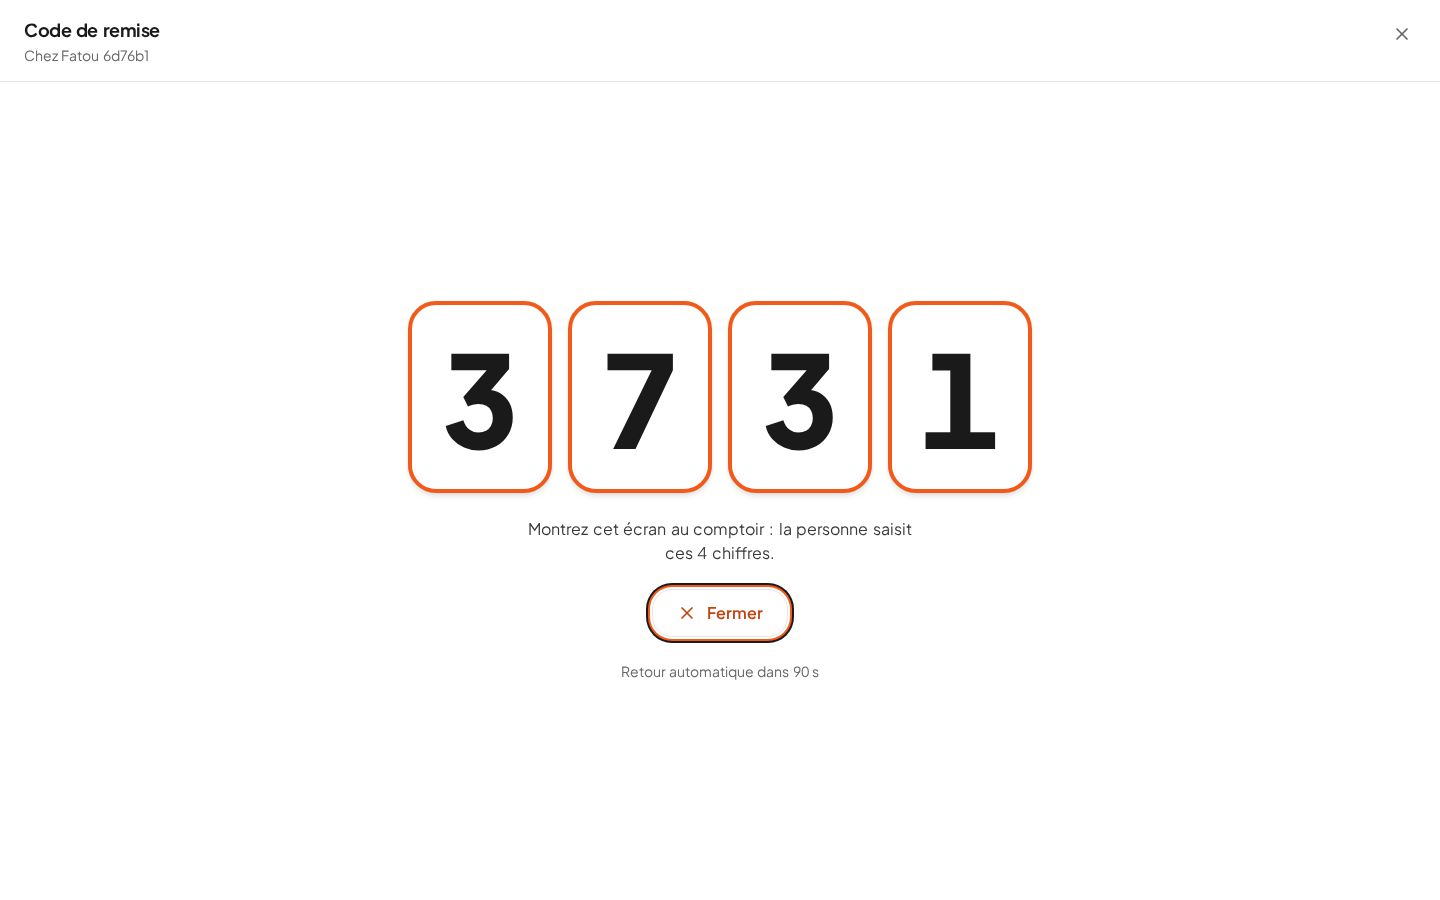 Code de remise
Chez Fatou 6d76b1
3 7 3 1
Montrez cet écran au comptoir : la personne saisit
ces 4 chiffres.
Fermer
Retour automatique dans 90 s